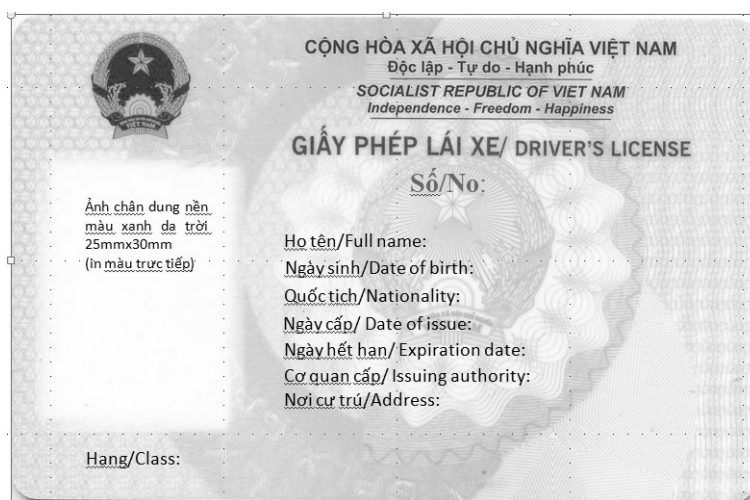 CỘNG HÒA XÃ HỘI CHỦ NGHĨA VIỆT NAM
Độc lập - Tự do - Hạnh phúc
SOCIALIST REPUBLIC OF VIET NAM
Independence - Freedom - Happiness
VIỆT NAM
GIẤY PHÉP LÁI XE/ DRIVER'S LICENSE
Số/No:
Ảnh chân dung nền
màu xanh da trời
25mmx30mm
(in màu trực tiếp)
Họ tên/Full name:
Ngày sinh/Date of birth:
Quốc tịch/Nationality:
Ngày cấp/ Date of issue:
Ngày hết hạn/ Expiration date:
Cơ quan cấp/ Issuing authority:
Nơi cư trú/Address:
Hạng/Class: